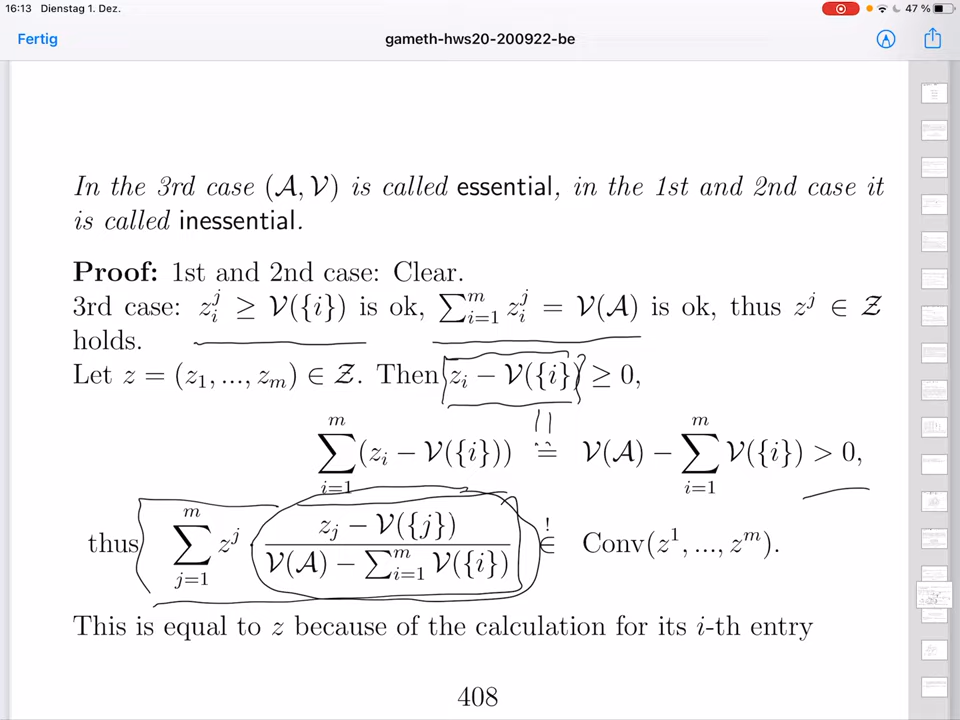 16:13 Dienstag 1. Dez. 47 %
Fertig gameth-hws20-200922-be
In the 3rd case (𝒜, 𝒱) is called essential, in the 1st and 2nd case it
is called inessential.
Proof: 1st and 2nd case: Clear.
3rd case: z_i^j ≥ 𝒱({i}) is ok, ∑_{i=1}^m z_i^j = 𝒱(𝒜) is ok, thus z^j ∈ 𝒵
holds.
Let z = (z_1, ..., z_m) ∈ 𝒵. Then z_i − 𝒱({i}) ≥ 0,
∑_{i=1}^m (z_i − 𝒱({i})) = 𝒱(𝒜) − ∑_{i=1}^m 𝒱({i}) > 0,
thus ∑_{j=1}^m z^j · (z_j − 𝒱({j})) / (𝒱(𝒜) − ∑_{i=1}^m 𝒱({i})) ∈! Conv(z^1, ..., z^m).
This is equal to z because of the calculation for its i-th entry
408